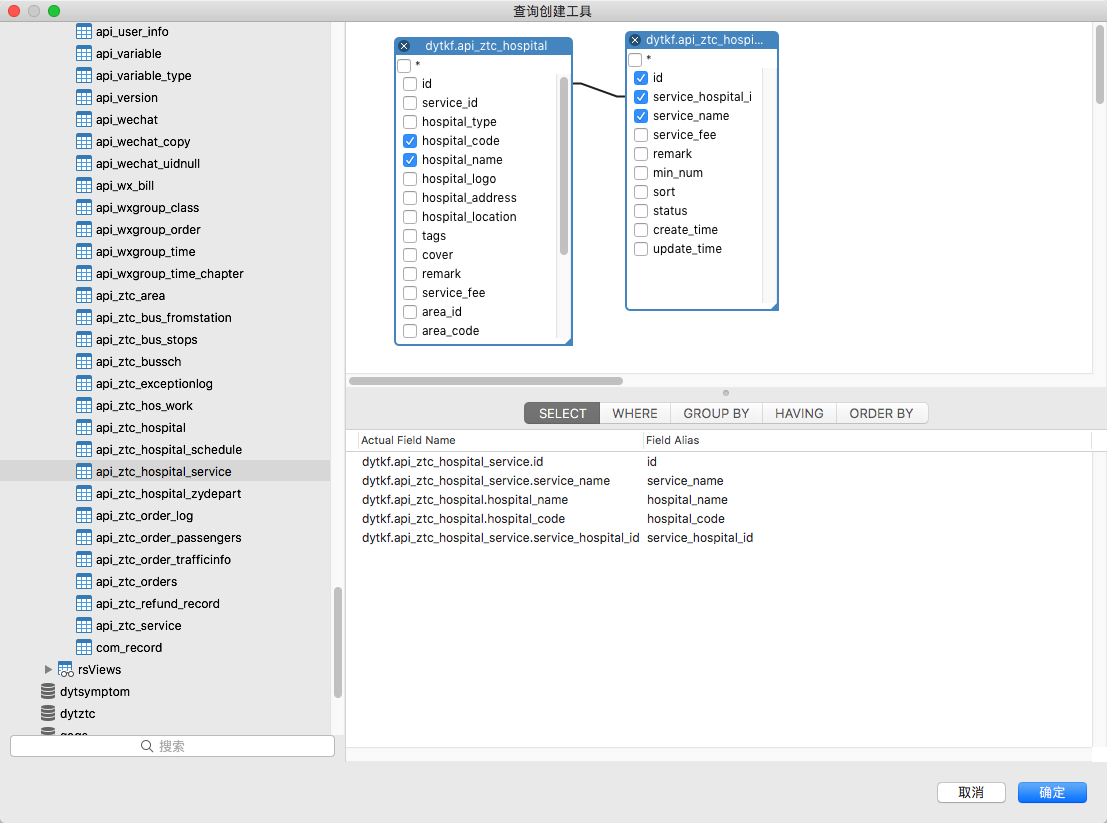 查询创建工具
api_user_info
api_variable
api_variable_type
api_version
api_wechat
api_wechat_copy
api_wechat_uidnull
api_wx_bill
api_wxgroup_class
api_wxgroup_order
api_wxgroup_time
api_wxgroup_time_chapter
api_ztc_area
api_ztc_bus_fromstation
api_ztc_bus_stops
api_ztc_bussch
api_ztc_exceptionlog
api_ztc_hos_work
api_ztc_hospital
api_ztc_hospital_schedule
api_ztc_hospital_service
api_ztc_hospital_zydepart
api_ztc_order_log
api_ztc_order_passengers
api_ztc_order_trafficinfo
api_ztc_orders
api_ztc_refund_record
api_ztc_service
com_record
rsViews
dytsymptom
dytztc
搜索
dytkf.api_ztc_hospital
*
id
service_id
hospital_type
hospital_code
hospital_name
hospital_logo
hospital_address
hospital_location
tags
cover
remark
service_fee
area_id
area_code
dytkf.api_ztc_hospi...
*
id
service_hospital_i
service_name
service_fee
remark
min_num
sort
status
create_time
update_time
SELECT WHERE GROUP BY HAVING ORDER BY
Actual Field Name Field Alias
dytkf.api_ztc_hospital_service.id id
dytkf.api_ztc_hospital_service.service_name service_name
dytkf.api_ztc_hospital.hospital_name hospital_name
dytkf.api_ztc_hospital.hospital_code hospital_code
dytkf.api_ztc_hospital_service.service_hospital_id service_hospital_id
取消 确定